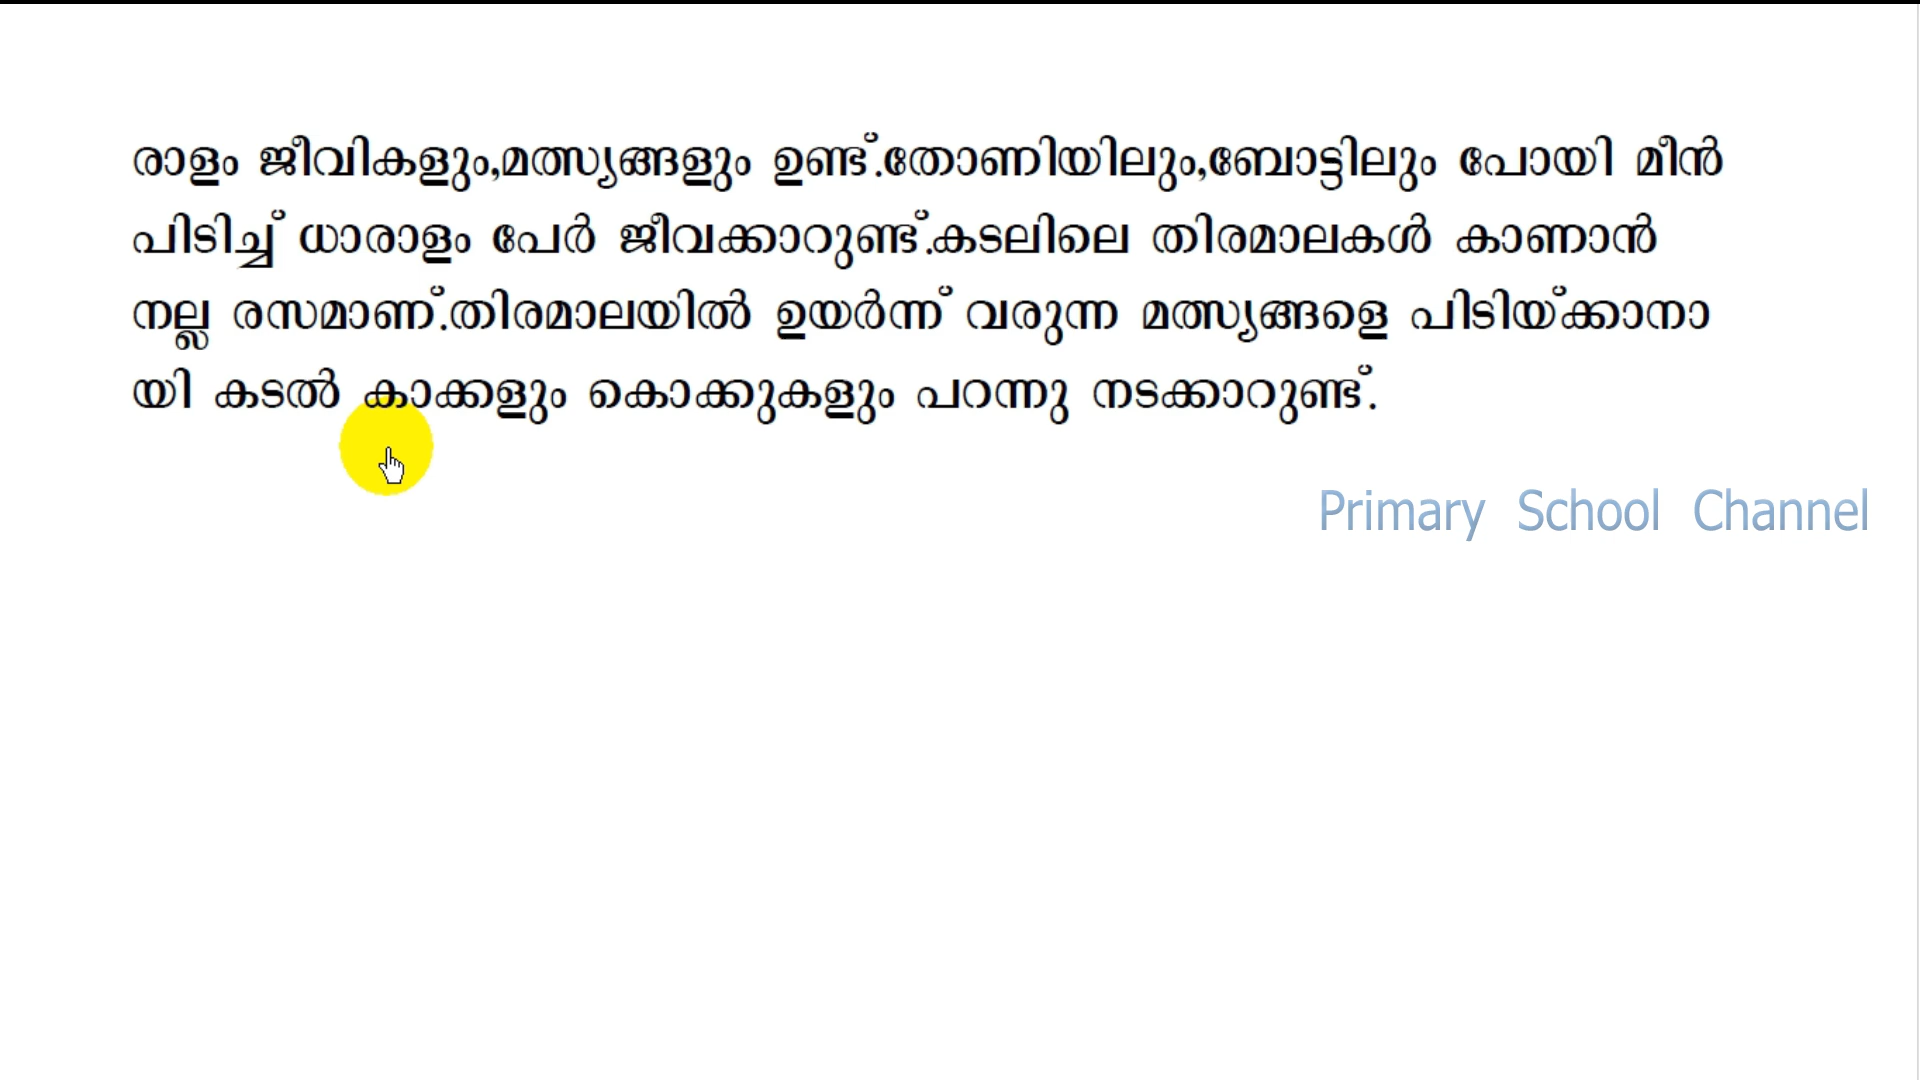 രാളം ജീവികളും,മത്സ്യങ്ങളും ഉണ്ട്.തോണിയിലും,ബോട്ടിലും പോയി മീൻ
പിടിച്ച് ധാരാളം പേർ ജീവക്കാറുണ്ട്.കടലിലെ തിരമാലകൾ കാണാൻ
നല്ല രസമാണ്.തിരമാലയിൽ ഉയർന്ന് വരുന്ന മത്സ്യങ്ങളെ പിടിയ്ക്കാനാ
യി കടൽ കാക്കളും കൊക്കുകളും പറന്നു നടക്കാറുണ്ട്.
Primary School Channel